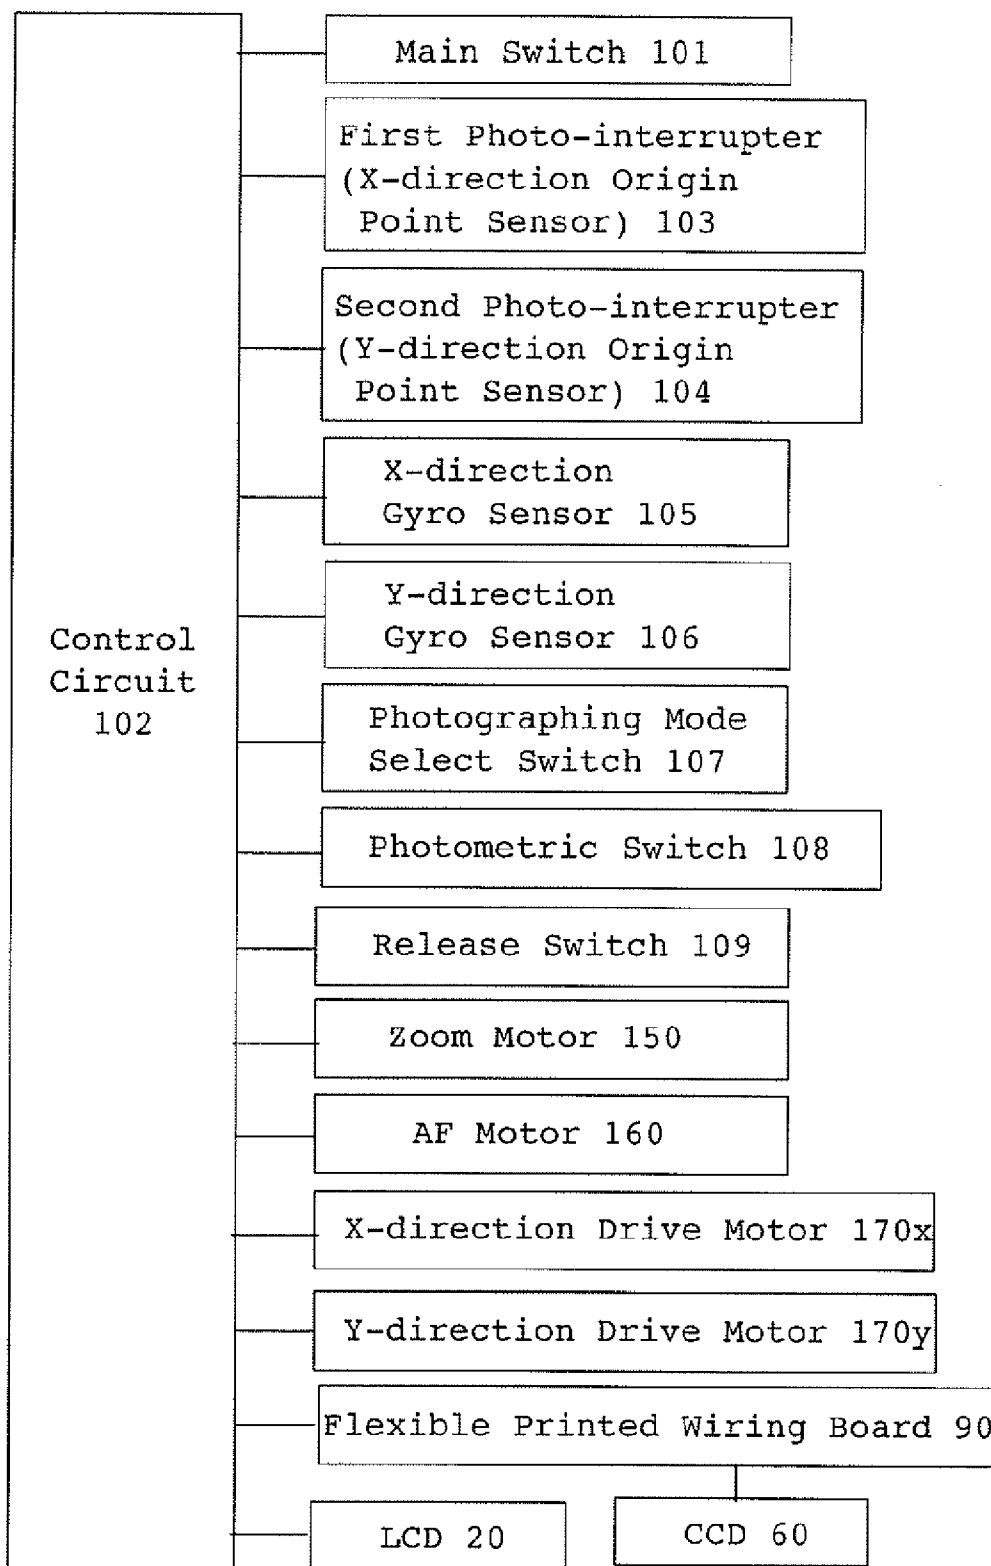 Main Switch 101
First Photo-interrupter
(X-direction Origin
Point Sensor) 103
Second Photo-interrupter
(Y-direction Origin
Point Sensor) 104
X-direction
Gyro Sensor 105
Y-direction
Gyro Sensor 106
Control
Circuit
102
Photographing Mode
Select Switch 107
Photometric Switch 108
Release Switch 109
Zoom Motor 150
AF Motor 160
X-direction Drive Motor 170x
Y-direction Drive Motor 170y
Flexible Printed Wiring Board 90
LCD 20
CCD 60